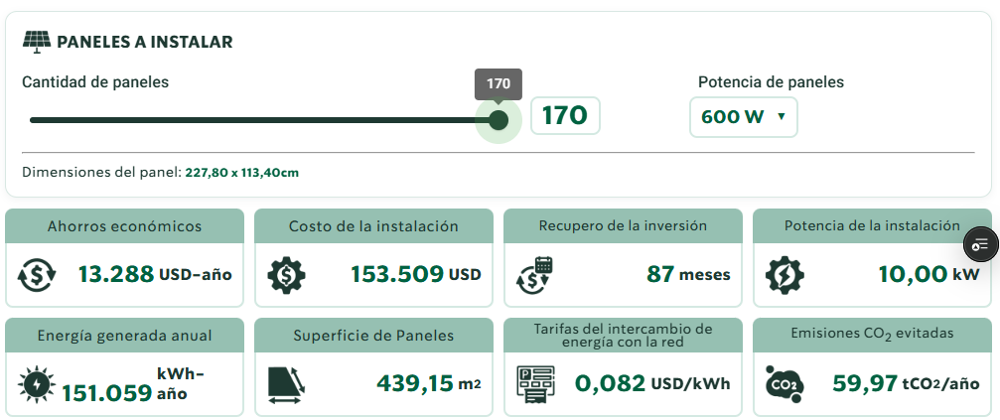 PANELES A INSTALAR
Cantidad de paneles
170
170
Potencia de paneles
600 W
Dimensiones del panel: 227,80 x 113,40cm
Ahorros económicos
13.288 USD-año
Costo de la instalación
153.509 USD
Recupero de la inversión
87 meses
Potencia de la instalación
10,00 kW
Energía generada anual
151.059 kWh-
año
Superficie de Paneles
439,15 m2
Tarifas del intercambio de
energía con la red
0,082 USD/kWh
Emisiones CO2 evitadas
CO2
59,97 tCO2/año